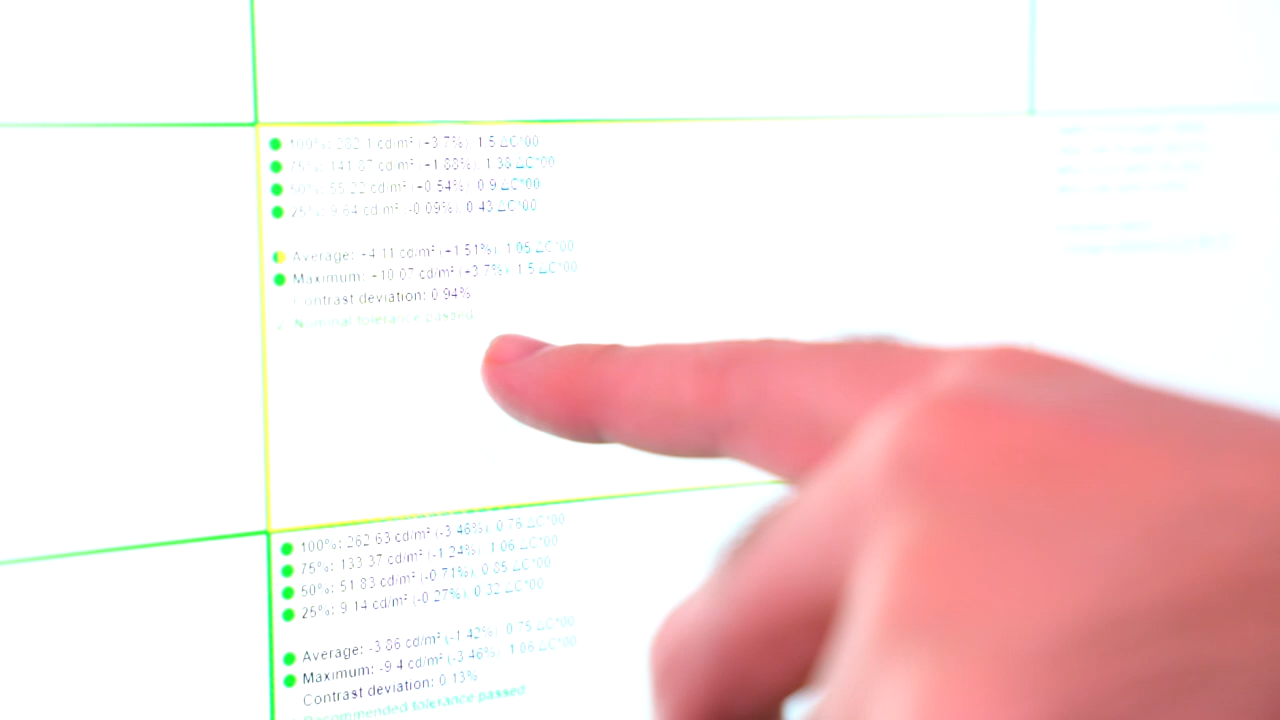 100%: 282.1 cd/m² (+3.7%), 1.5 ΔC*00
75%: 141.87 cd/m² (+1.88%), 1.38 ΔC*00
50%: 55.22 cd/m² (+0.54%), 0.9 ΔC*00
25%: 9.64 cd/m² (-0.09%), 0.43 ΔC*00
Average: +4.11 cd/m² (+1.51%), 1.05 ΔC*00
Maximum: +10.07 cd/m² (+3.7%), 1.5 ΔC*00
Contrast deviation: 0.94%
Nominal tolerance passed
100%: 262.63 cd/m² (-3.46%), 0.76 ΔC*00
75%: 133.37 cd/m² (-1.24%), 1.06 ΔC*00
50%: 51.83 cd/m² (-0.71%), 0.85 ΔC*00
25%: 9.14 cd/m² (-0.27%), 0.32 ΔC*00
Average: -3.86 cd/m² (-1.42%), 0.75 ΔC*00
Maximum: -9.4 cd/m² (-3.46%), 1.06 ΔC*00
Contrast deviation: 0.13%
Recommended tolerance passed